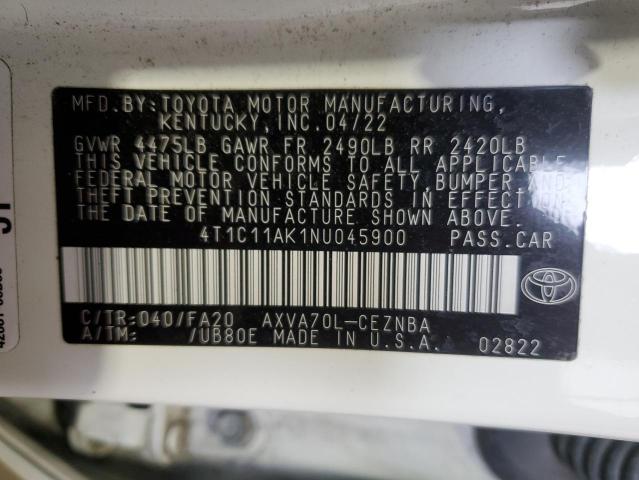 MFD. BY: TOYOTA MOTOR MANUFACTURING,
KENTUCKY, INC. 04/22
GVWR 4475LB GAWR FR 2490LB RR 2420LB
THIS VEHICLE CONFORMS TO ALL APPLICABLE
FEDERAL MOTOR VEHICLE SAFETY, BUMPER, AND
THEFT PREVENTION STANDARDS IN EFFECT ON
THE DATE OF MANUFACTURE SHOWN ABOVE.
4T1C11AK1NU045900 PASS.CAR
C/TR: 040/FA20 AXVA70L-CEZNBA
A/TM: /UB80E MADE IN U.S.A. 02822
TOYOTA